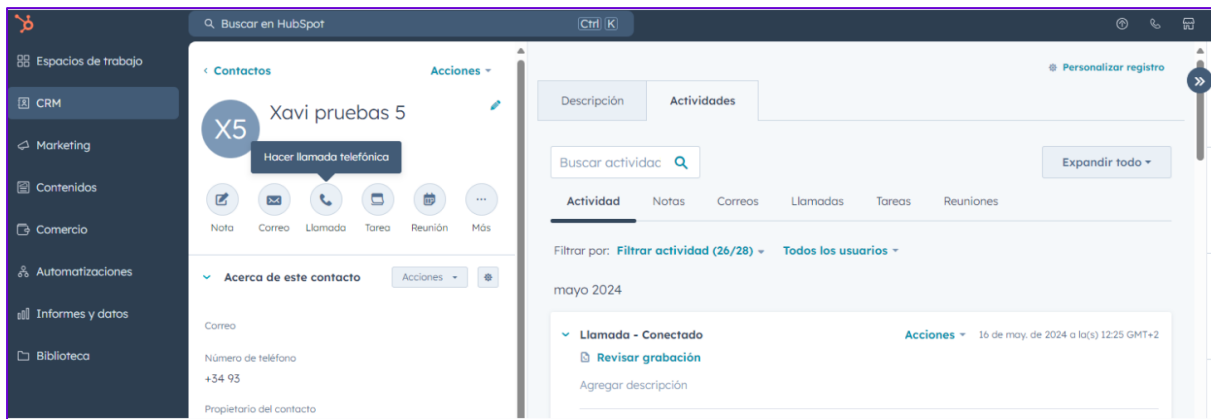 Buscar en HubSpot
Ctrl K
Espacios de trabajo
CRM
Marketing
Contenidos
Comercio
Automatizaciones
Informes y datos
Biblioteca
Contactos
Acciones
X5
Xavi pruebas 5
Hacer llamada telefónica
Nota Correo Llamada Tarea Reunión Más
Acerca de este contacto
Acciones
Correo
Número de teléfono
+34 93
Propietario del contacto
Personalizar registro
Descripción
Actividades
Buscar activida​c
Expandir todo
Actividad Notas Correos Llamadas Tareas Reuniones
Filtrar por: Filtrar actividad (26/28) Todos los usuarios
mayo 2024
Llamada - Conectado
Acciones 16 de may. de 2024 a la(s) 12:25 GMT+2
Revisar grabación
Agregar descripción